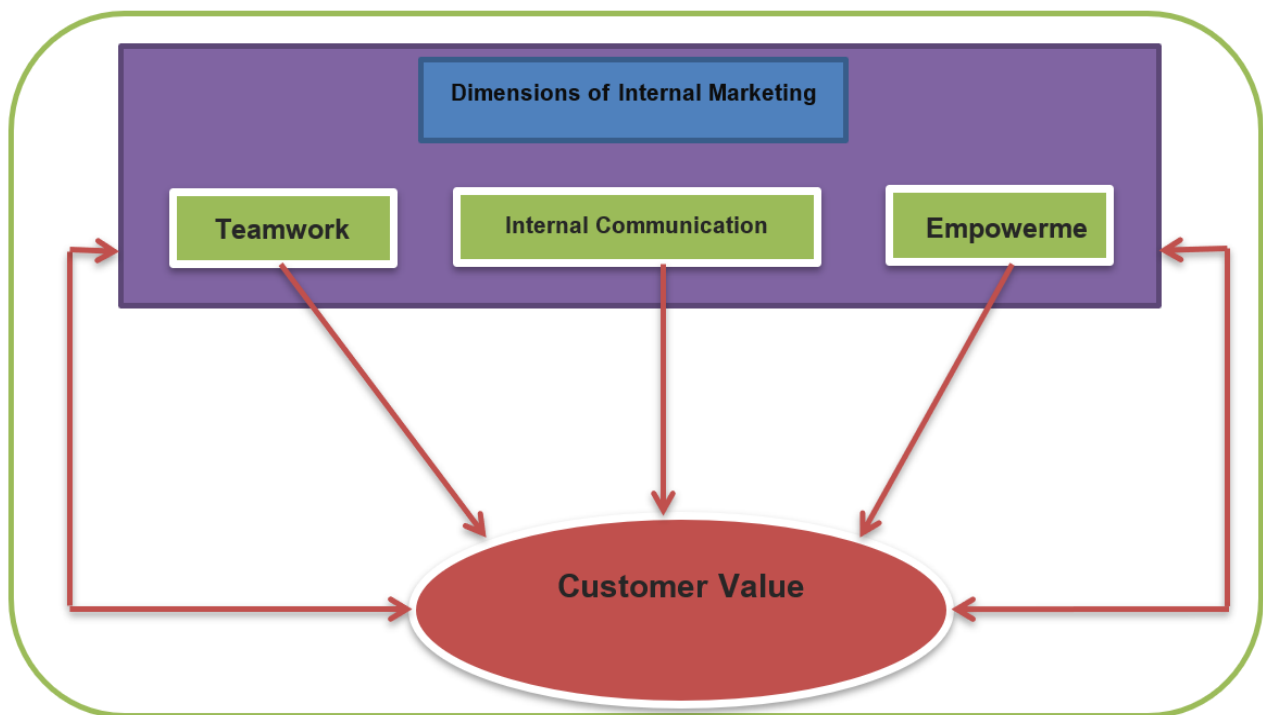 Dimensions of Internal Marketing
Teamwork
Internal Communication
Empowerme
Customer Value